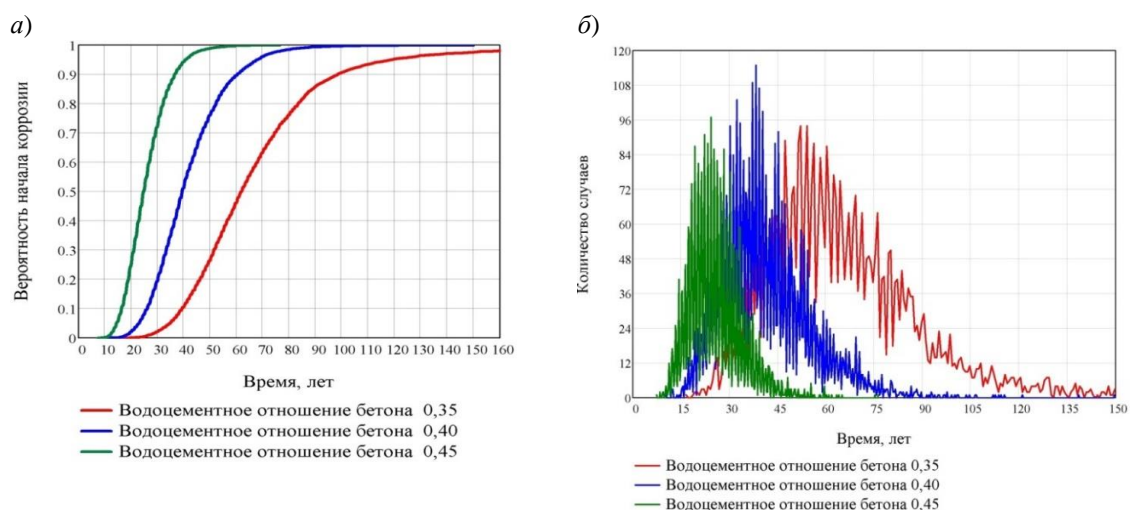 а)
1
0.9
0.8
0.7
0.6
0.5
0.4
0.3
0.2
0.1
0
Вероятность начала коррозии
0 10 20 30 40 50 60 70 80 90 100 110 120 130 140 150 160
Время, лет
Водоцементное отношение бетона 0,35
Водоцементное отношение бетона 0,40
Водоцементное отношение бетона 0,45
б)
120
108
96
84
72
60
48
36
24
12
0
Количество случаев
0 15 30 45 60 75 90 105 120 135 150
Время, лет
Водоцементное отношение бетона 0,35
Водоцементное отношение бетона 0,40
Водоцементное отношение бетона 0,45